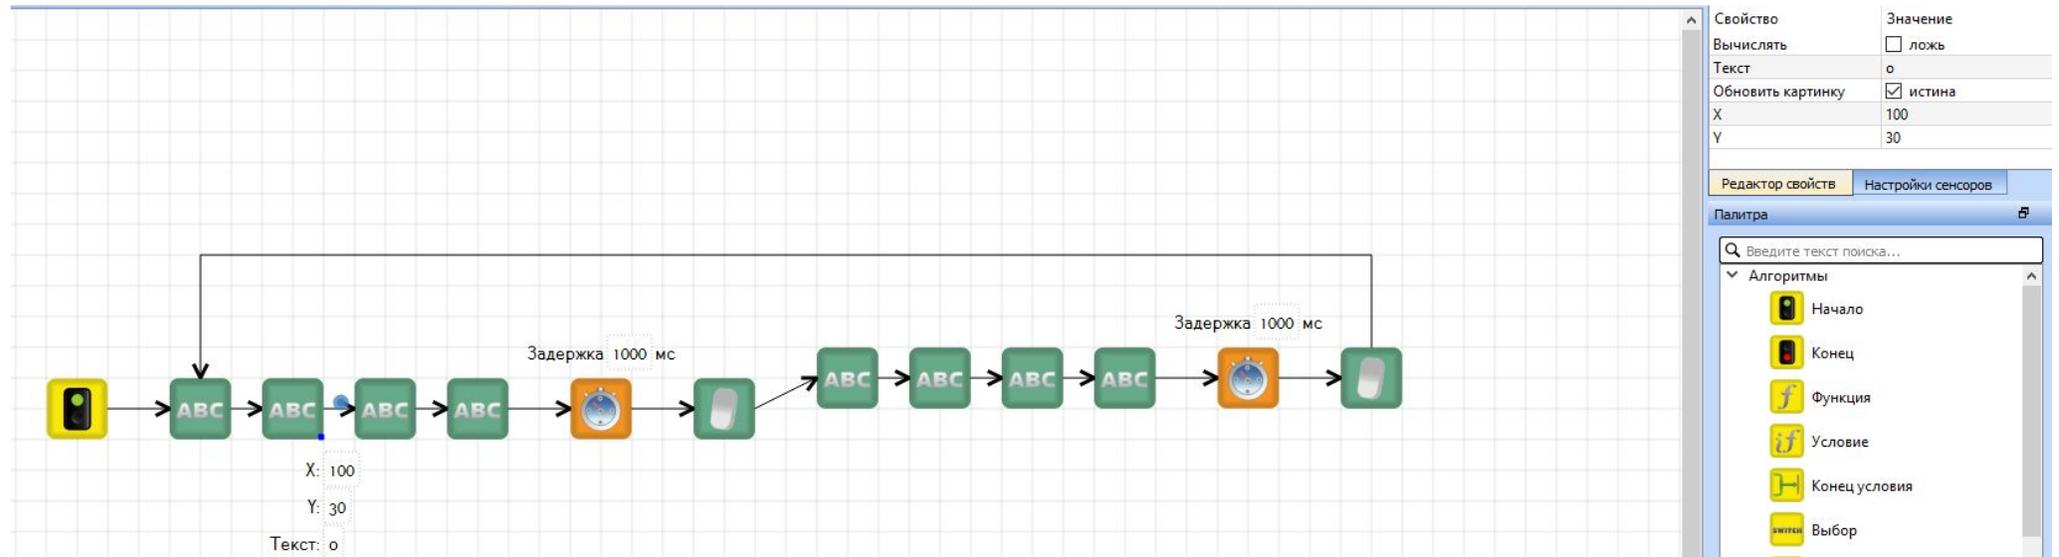 Свойство Значение
Вычислять ложь
Текст о
Обновить картинку истина
X 100
Y 30
Редактор свойств Настройки сенсоров
Палитра
Введите текст поиска...
Алгоритмы
Начало
Конец
Функция
Условие
Конец условия
SWITCH Выбор
Задержка 1000 мс
Задержка 1000 мс
ABC ABC ABC ABC
ABC ABC ABC ABC
X: 100
Y: 30
Текст: о